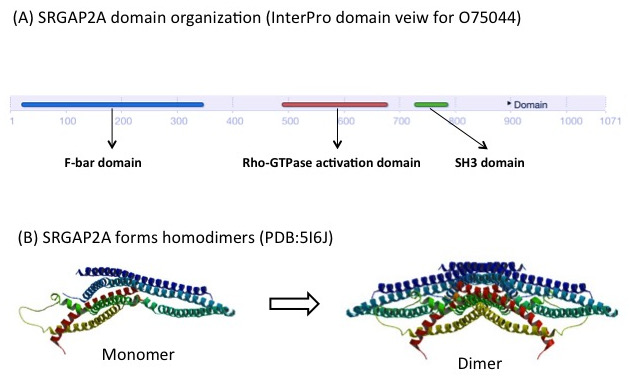 (A) SRGAP2A domain organization (InterPro domain veiw for O75044)
Domain
1 100 200 300 400 500 600 700 800 900 1000 1071
F-bar domain Rho-GTPase activation domain SH3 domain
(B) SRGAP2A forms homodimers (PDB:5I6J)
Monomer
Dimer